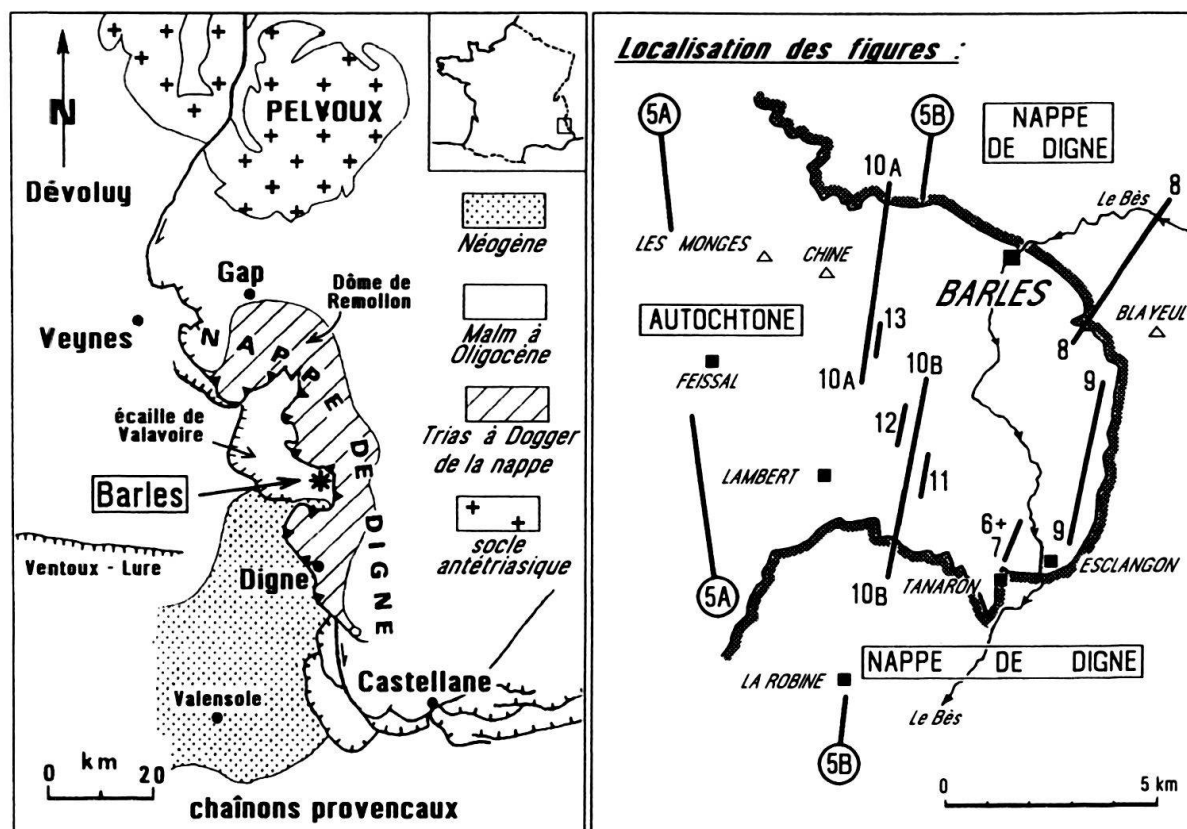 N
PELVOUX
Dévoluy
Néogène
Gap
Dôme de
Remollon
Veynes
Malm à
Oligocène
NAPPE DE DIGNE
écaille de
Valavoire
Trias à Dogger
de la nappe
Barles
socle
antétriasique
Ventoux - Lure
Digne
Valensole
Castellane
km
0 20
chaînons provencaux
Localisation des figures :
5A
5B
NAPPE
DE DIGNE
10A
8
Le Bès
LES MONGES
CHINE
BARLES
BLAYEUL
AUTOCHTONE
13
8
FEISSAL
10A
10B
9
12
LAMBERT
11
6+
7
9
ESCLANGON
5A
10B
TANARON
NAPPE DE DIGNE
LA ROBINE
Le Bès
5B
0 5 km